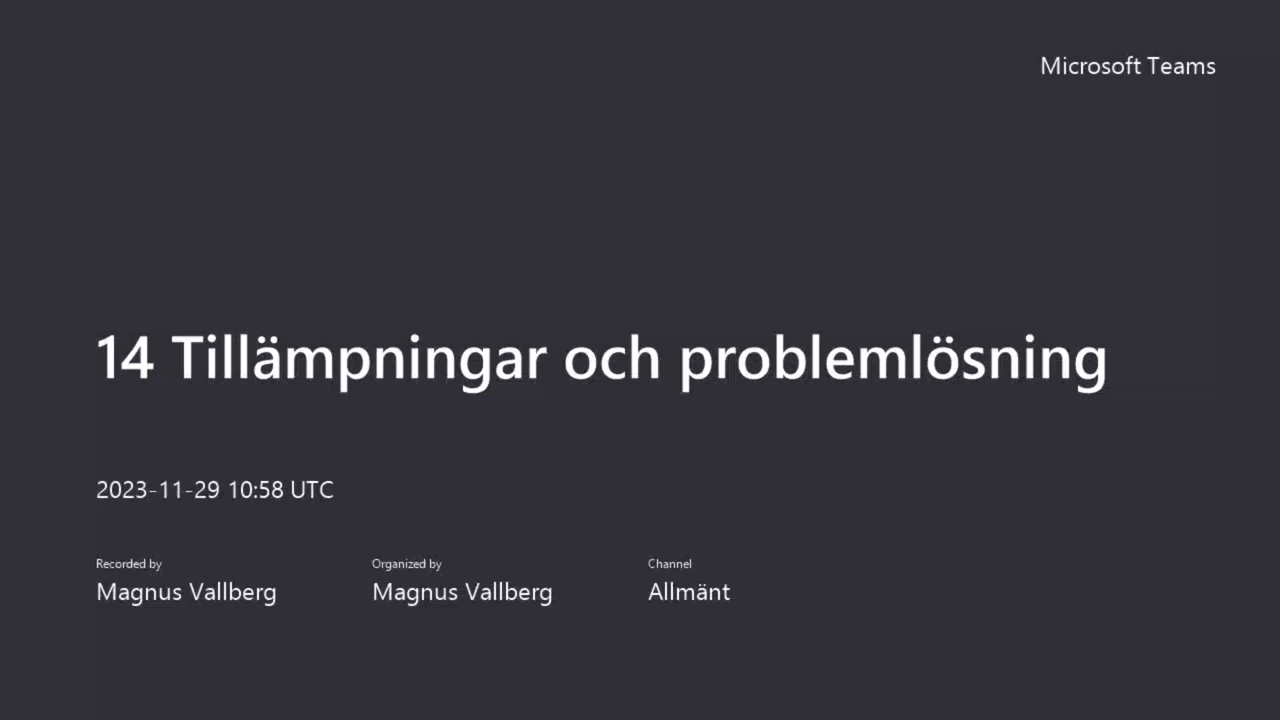 Microsoft Teams
14 Tillämpningar och problemlösning
2023-11-29 10:58 UTC
Recorded by
Magnus Vallberg
Organized by
Magnus Vallberg
Channel
Allmänt